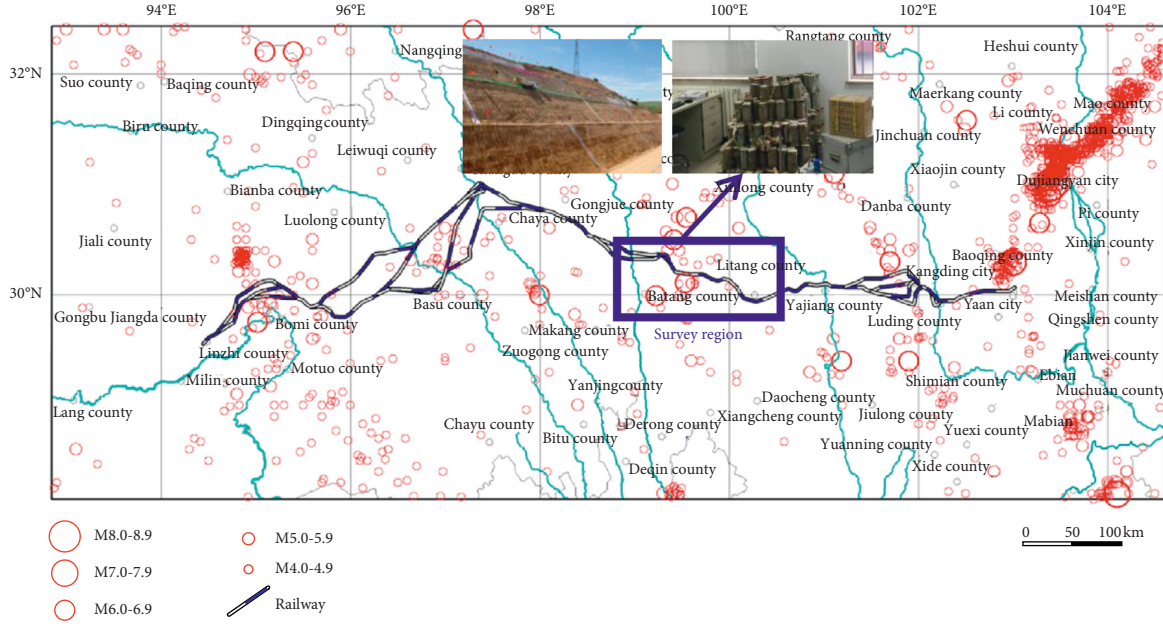 94°E 96°E 98°E 100°E 102°E 104°E
32°N
30°N
Nangqing
Rangtang county
Heshui county
Suo county
Baqing county
Maerkang county
Li county
Mao county
Biru county
Dingqing county
Jinchuan county
Wenchuan county
Leiwuqi county
Xiaojin county
Dujiangyan city
Bianba county
Xinlong county
Danba county
Pi county
Luolong county
Chaya county
Gongjue county
Jiali county
Xinjin county
Litang county
Baoqing county
Kangding city
Basu county
Batang county
Yajiang county
Yaan city
Meishan county
Gongbu Jiangda county
Bomi county
Makang county
Survey region
Luding county
Qingshen county
Linzhi county
Zuogong county
Jianwei county
Milin county
Motuo county
Yanjingcounty
Shimian county
Ebian
Muchuan county
Lang county
Daocheng county
Xiangcheng county
Jiulong county
Chayu county
Bitu county
Derong county
Yuexi county
Mabian
Yuanning county
Deqin county
Xide county
M8.0-8.9
M7.0-7.9
M6.0-6.9
M5.0-5.9
M4.0-4.9
Railway
0 50 100 km